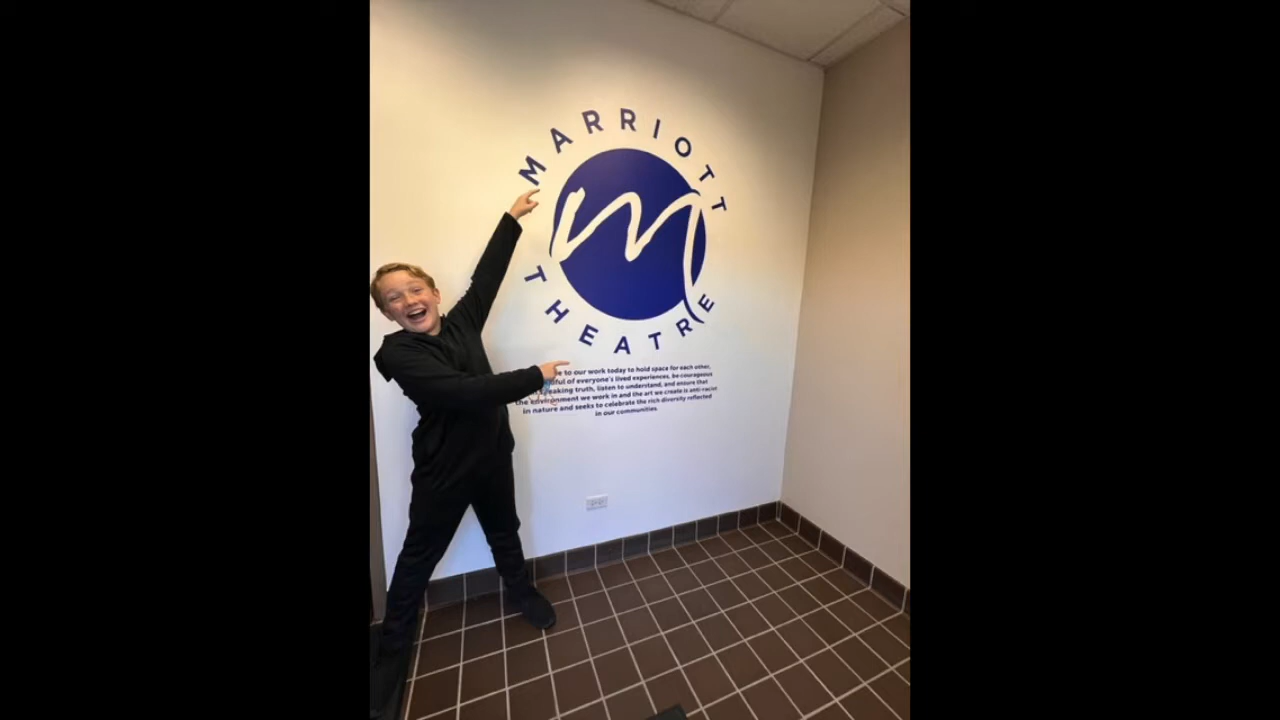 MARRIOTT
m
THEATRE
to our work today to hold space for each other,
of everyone's lived experiences, be courageous
truth, listen to understand, and ensure that
the environment we work in and the art we create is anti-racist
in nature and seeks to celebrate the rich diversity reflected
in our communities.